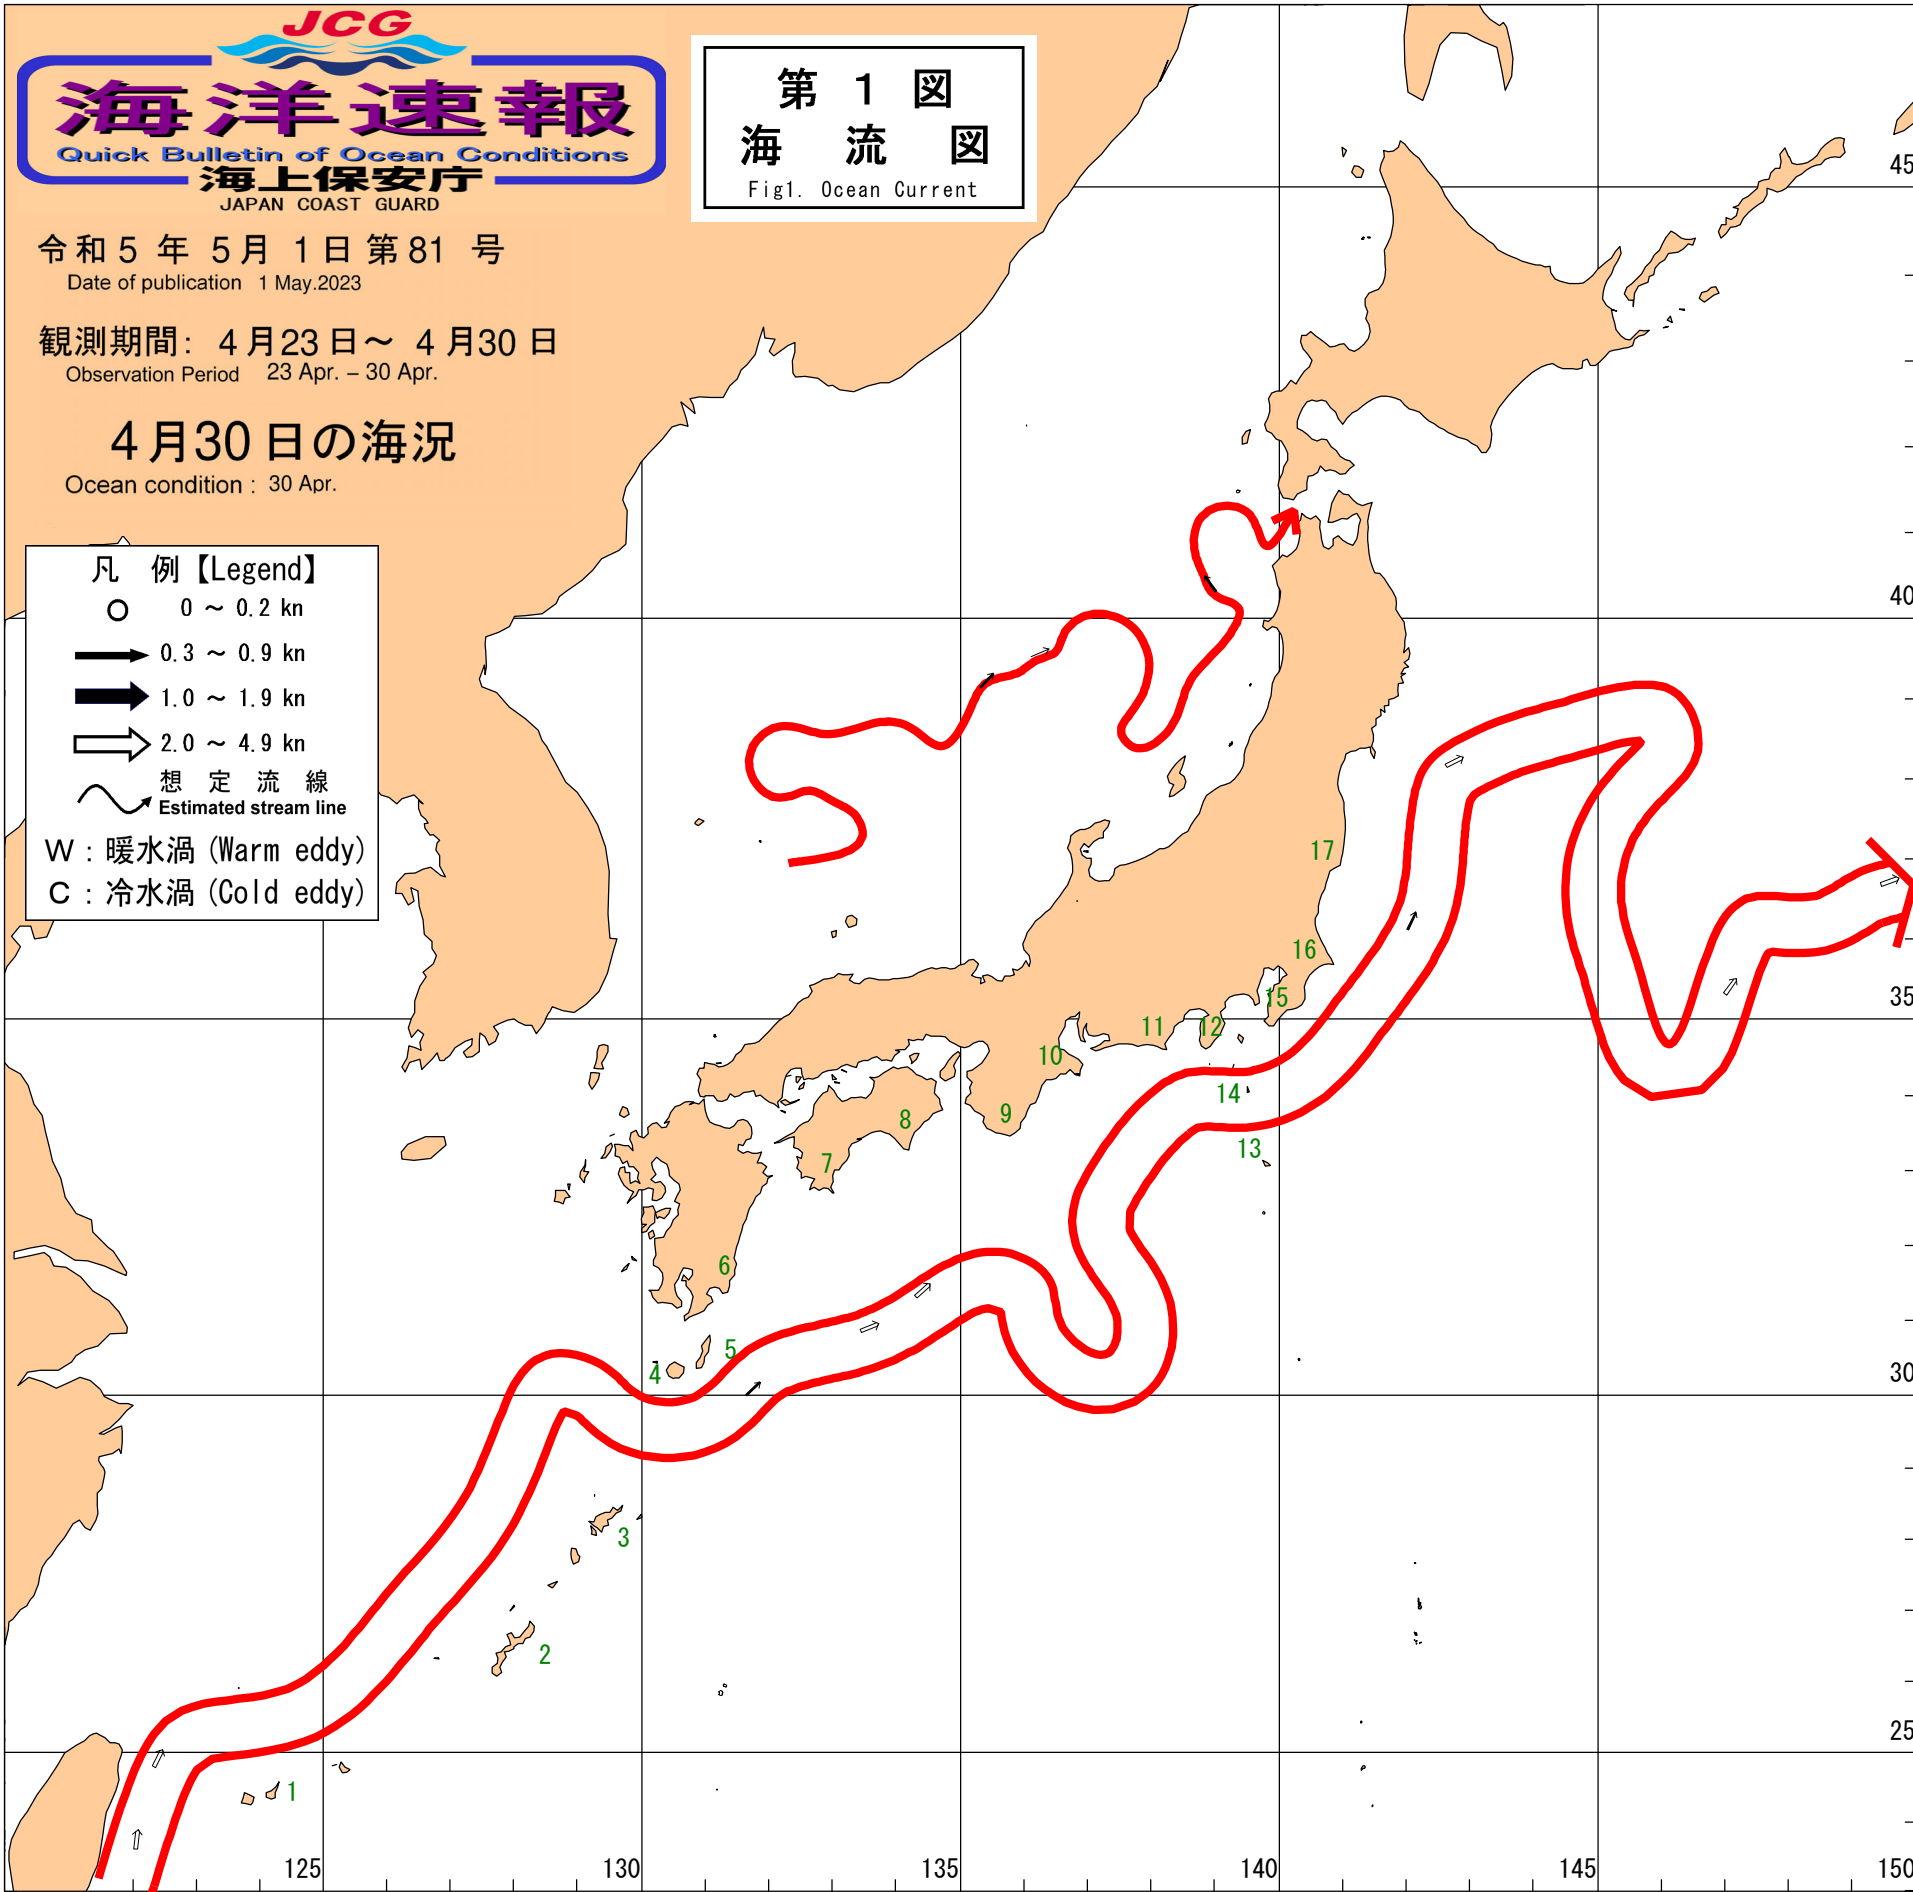 JCG
海洋速報
Quick Bulletin of Ocean Conditions
海上保安庁
JAPAN COAST GUARD
第 1 図
海 流 図
Fig1. Ocean Current
令和 5 年 5月 1日 第81 号
Date of publication 1 May.2023
観測期間: 4月23日～ 4月30日
Observation Period 23 Apr. – 30 Apr.
4月30日の海況
Ocean condition : 30 Apr.
凡 例【Legend】
0 ～ 0.2 kn
0.3 ～ 0.9 kn
1.0 ～ 1.9 kn
2.0 ～ 4.9 kn
想 定 流 線
Estimated stream line
W : 暖水渦 (Warm eddy)
C : 冷水渦 (Cold eddy)
45
40
17
16
35
15
11
12
10
14
9
8
13
7
6
5
4
30
3
2
25
1
125
130
135
140
145
150